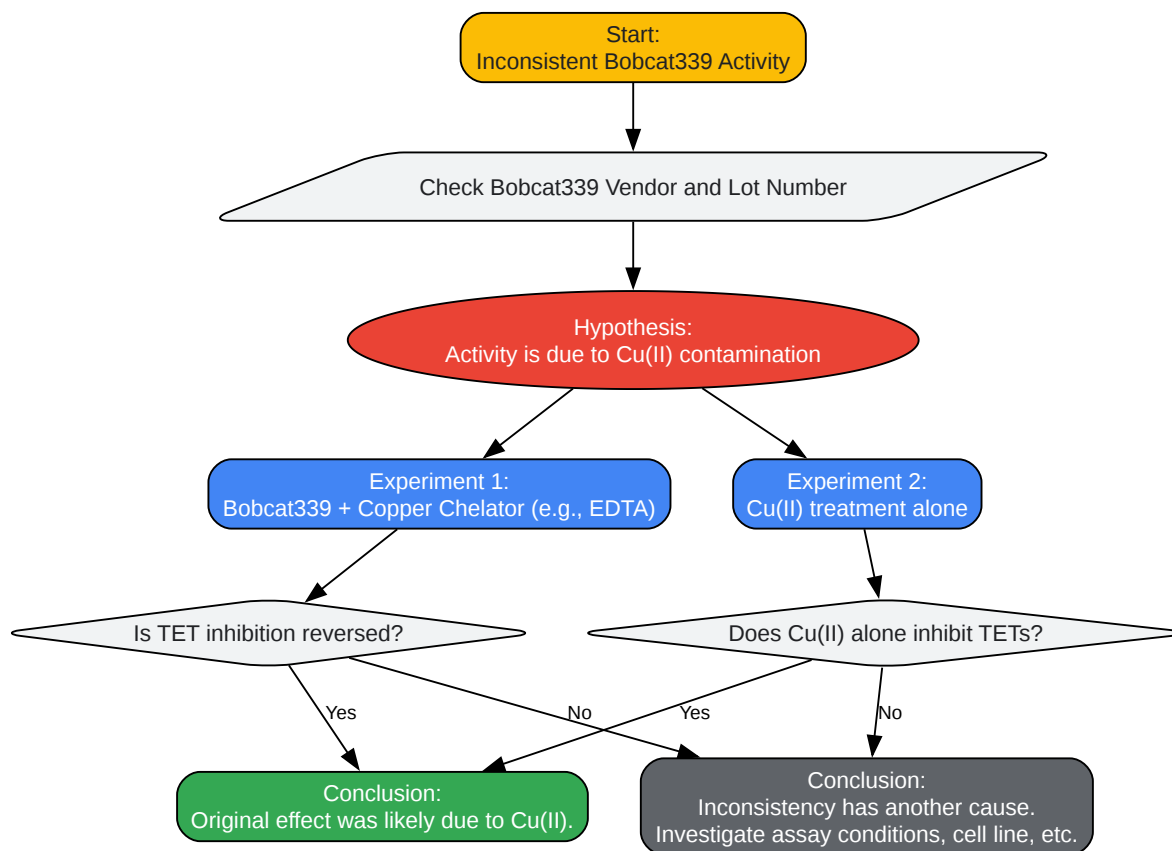 Start:
Inconsistent Bobcat339 Activity
Check Bobcat339 Vendor and Lot Number
Hypothesis:
Activity is due to Cu(II) contamination
Experiment 1:
Bobcat339 + Copper Chelator (e.g., EDTA)
Experiment 2:
Cu(II) treatment alone
Is TET inhibition reversed?
Does Cu(II) alone inhibit TETs?
Yes
No
Yes
No
Conclusion:
Original effect was likely due to Cu(II).
Conclusion:
Inconsistency has another cause.
Investigate assay conditions, cell line, etc.